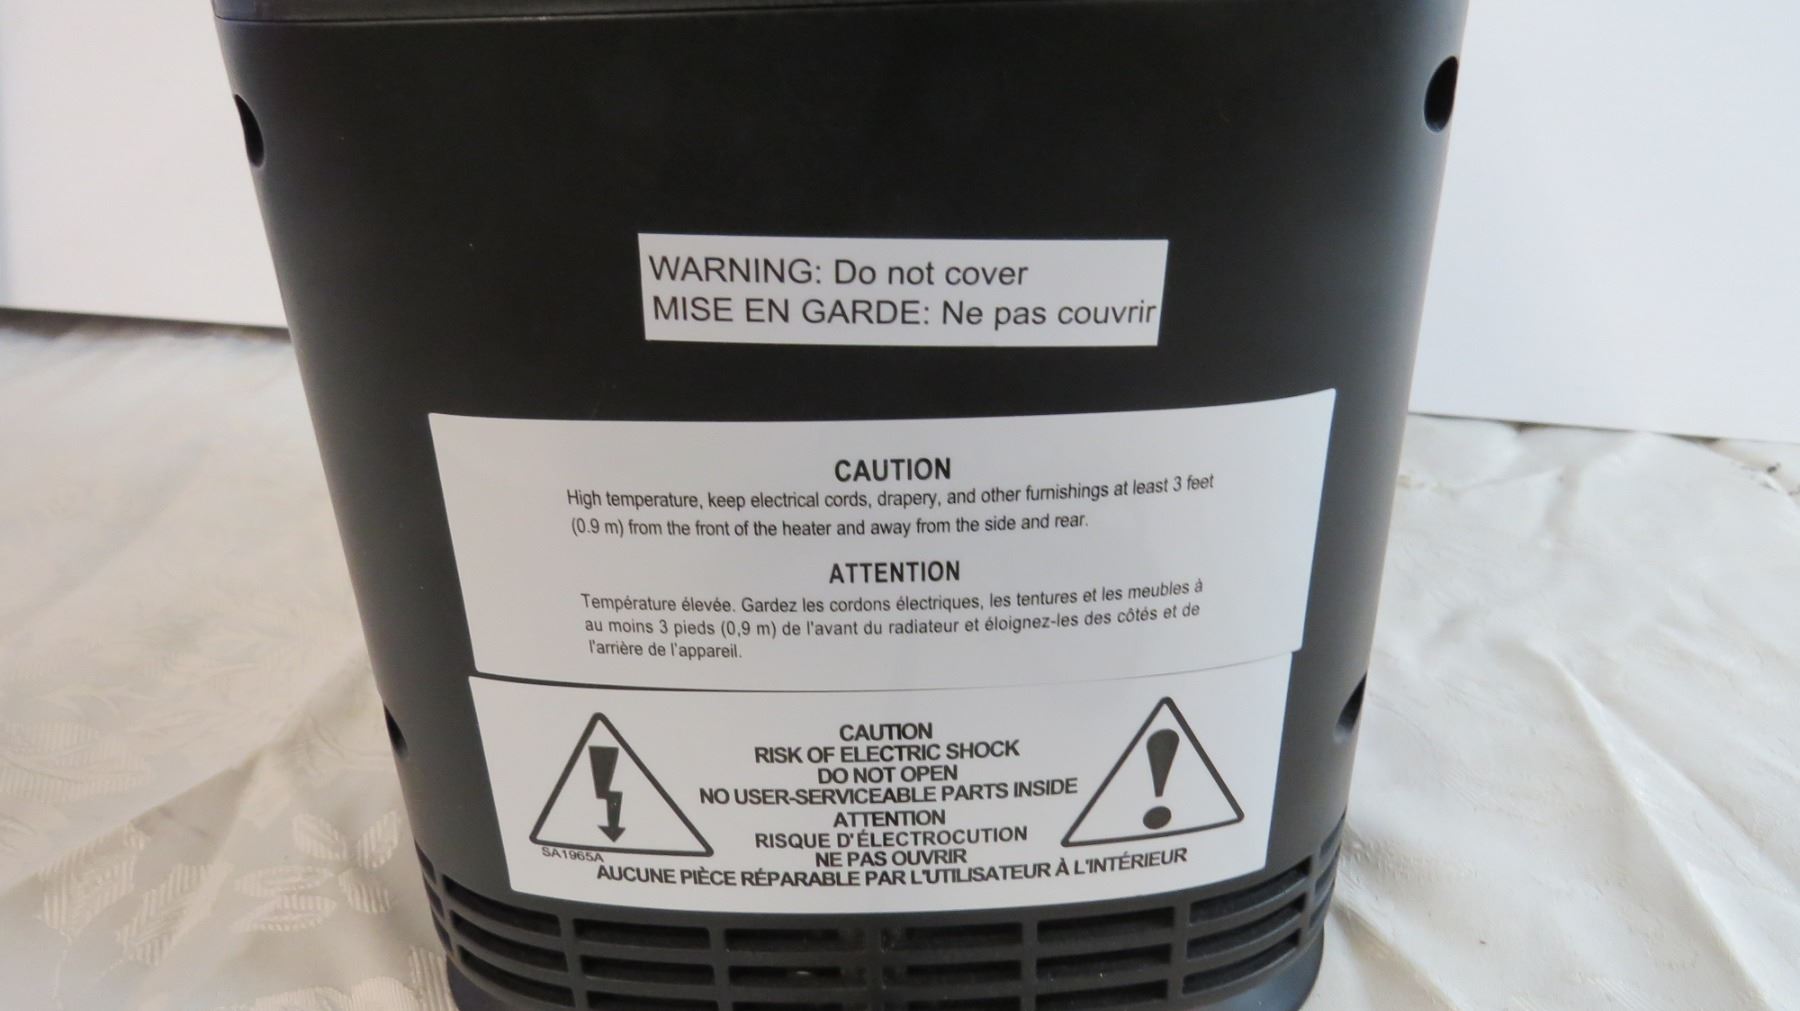 WARNING: Do not cover
MISE EN GARDE: Ne pas couvrir
CAUTION
High temperature, keep electrical cords, drapery, and other furnishings at least 3 feet
(0.9 m) from the front of the heater and away from the side and rear.
ATTENTION
Température élevée. Gardez les cordons électriques, les tentures et les meubles à
au moins 3 pieds (0,9 m) de l'avant du radiateur et éloignez-les des côtés et de
l'arrière de l'appareil.
CAUTION
RISK OF ELECTRIC SHOCK
DO NOT OPEN
NO USER-SERVICEABLE PARTS INSIDE
ATTENTION
RISQUE D'ÉLECTROCUTION
NE PAS OUVRIR
SA1965A
AUCUNE PIÈCE RÉPARABLE PAR L'UTILISATEUR À L'INTÉRIEUR